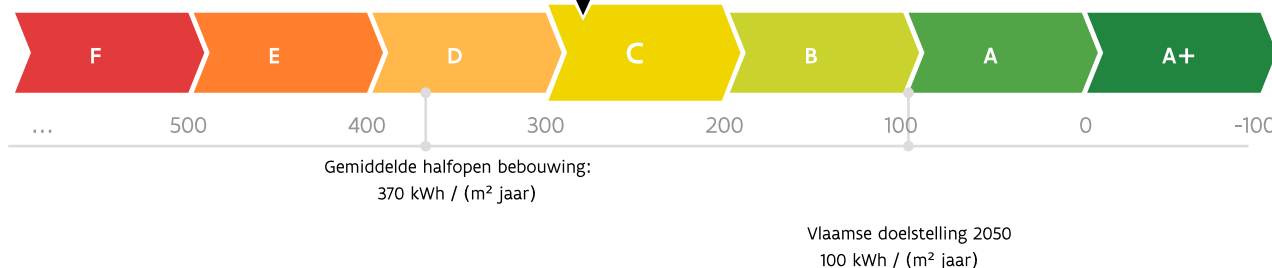 F E D C B A A+
... 500 400 300 200 100 0 -100
Gemiddelde halfopen bebouwing:
370 kWh / (m² jaar)
Vlaamse doelstelling 2050
100 kWh / (m² jaar)